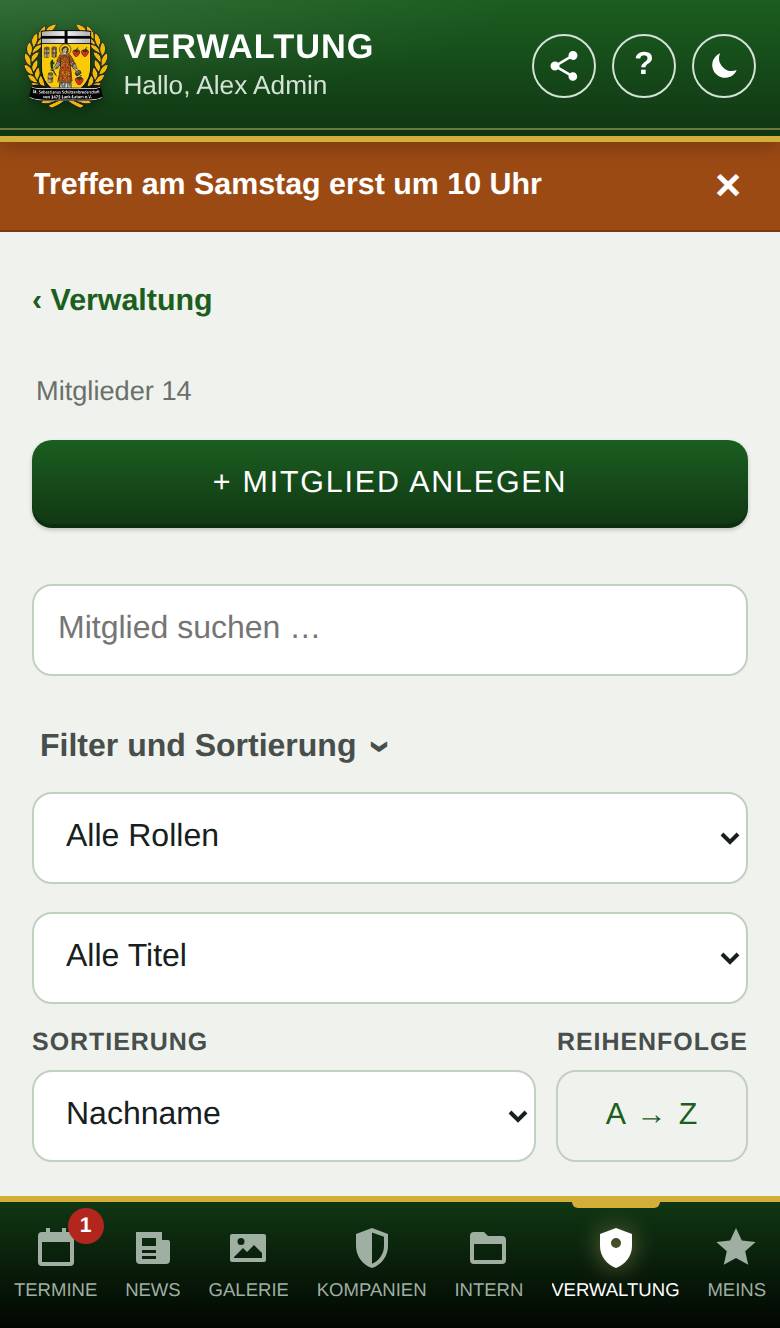 VERWALTUNG
Hallo, Alex Admin
?
Treffen am Samstag erst um 10 Uhr
×
‹ Verwaltung
Mitglieder 14
+ MITGLIED ANLEGEN
Mitglied suchen …
Filter und Sortierung
Alle Rollen
Alle Titel
SORTIERUNG REIHENFOLGE
Nachname A → Z
1
TERMINE NEWS GALERIE KOMPANIEN INTERN VERWALTUNG MEINS